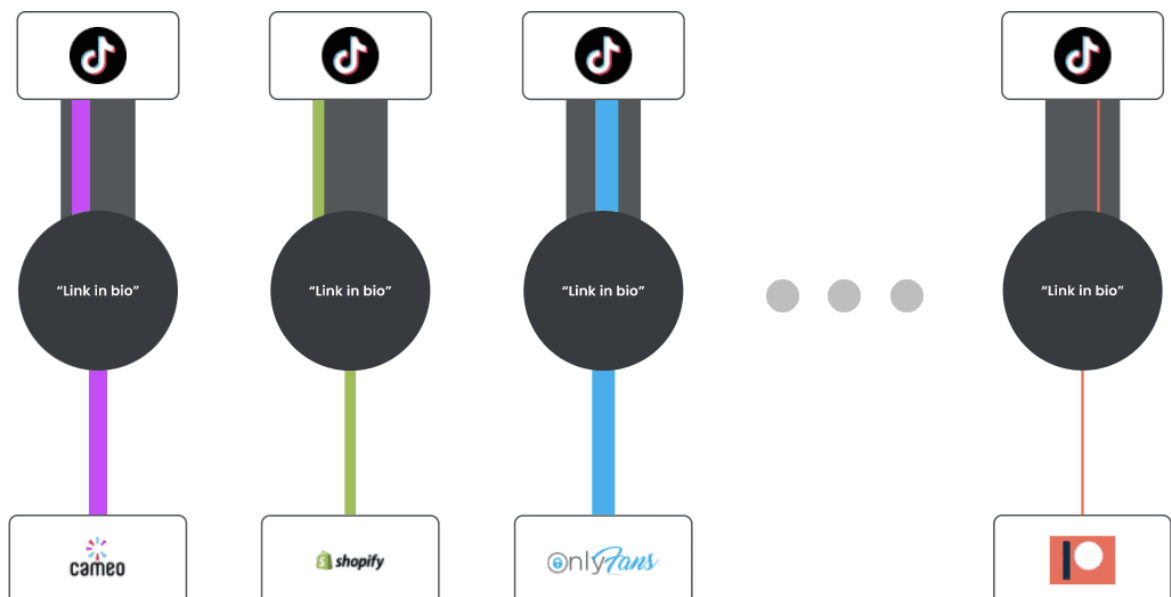 “Link in bio”
“Link in bio”
“Link in bio”
“Link in bio”
cameo
shopify
OnlyFans